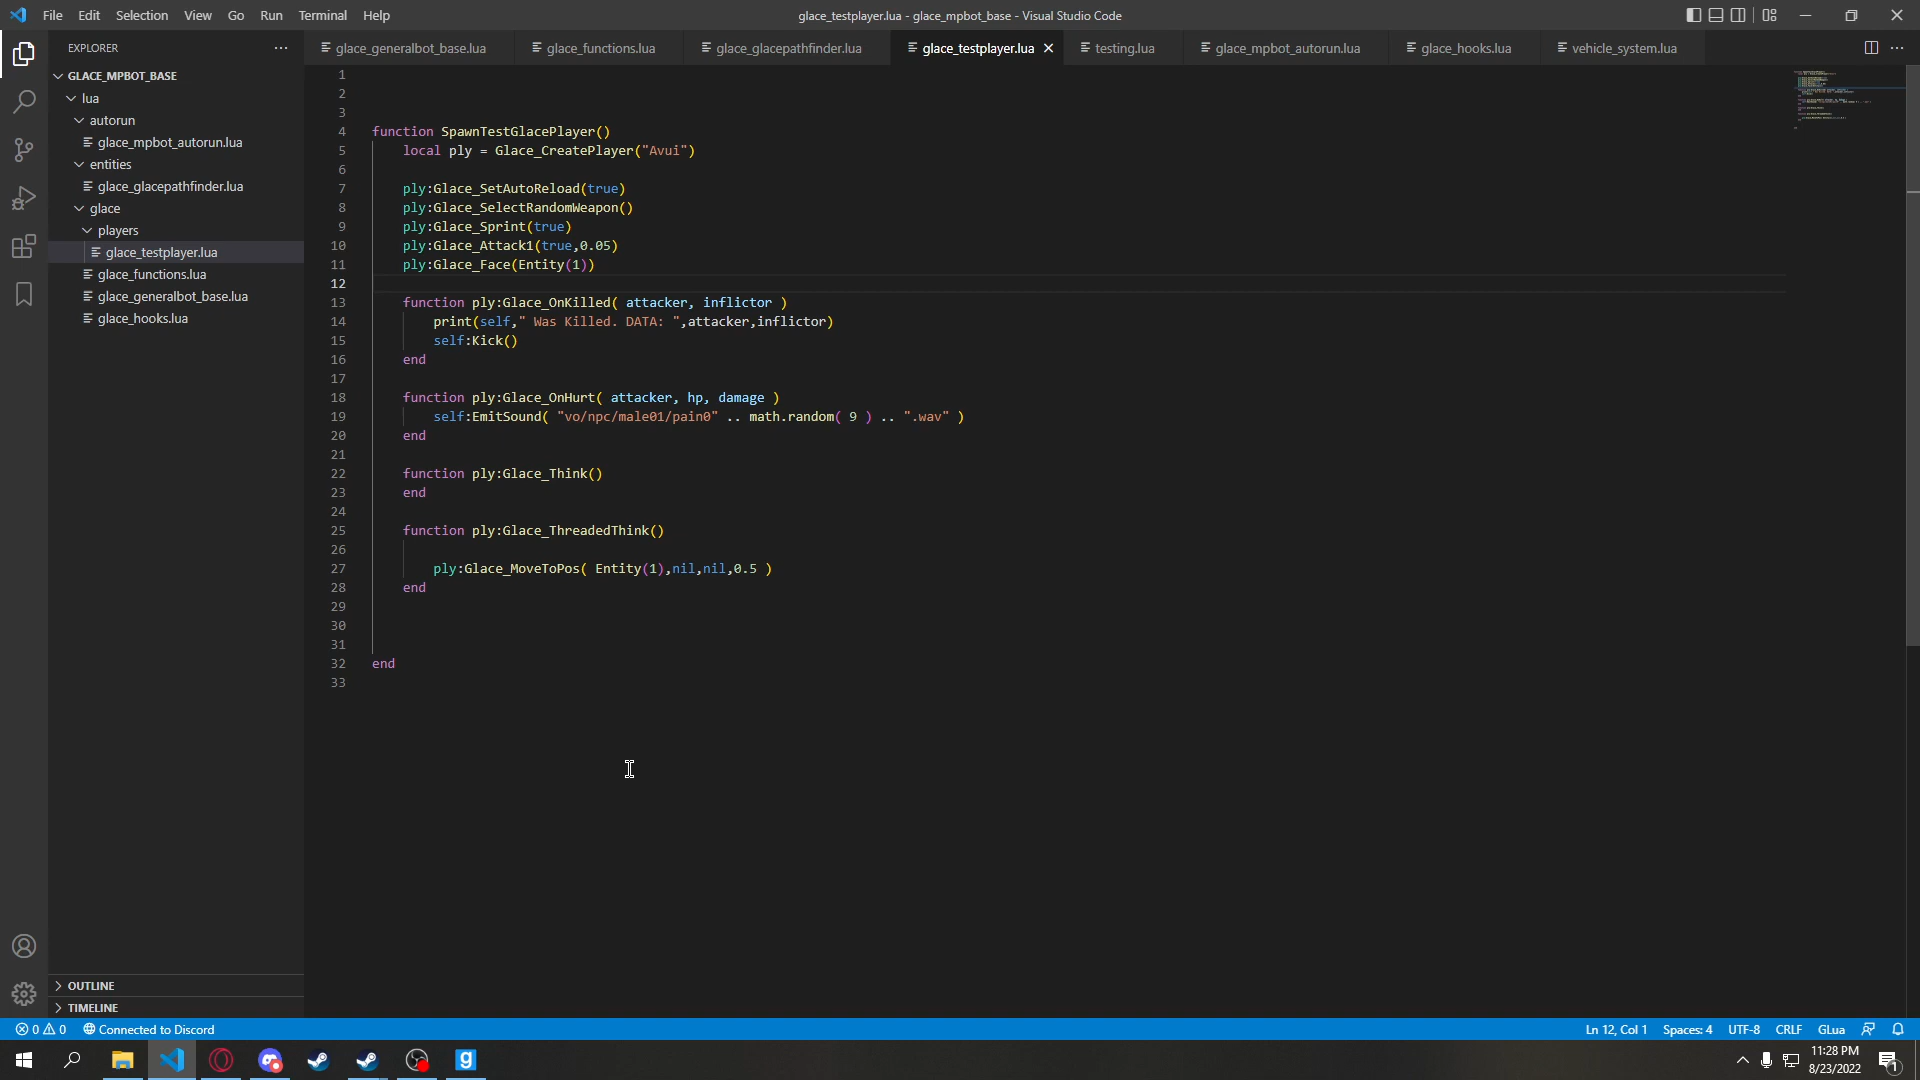 File Edit Selection View Go Run Terminal Help
glace_testplayer.lua - glace_mpbot_base - Visual Studio Code
EXPLORER
glace_generalbot_base.lua glace_functions.lua glace_glacepathfinder.lua glace_testplayer.lua testing.lua glace_mpbot_autorun.lua glace_hooks.lua vehicle_system.lua
GLACE_MPBOT_BASE
lua
autorun
glace_mpbot_autorun.lua
entities
glace_glacepathfinder.lua
glace
players
glace_testplayer.lua
glace_functions.lua
glace_generalbot_base.lua
glace_hooks.lua
OUTLINE
TIMELINE
1
2
3
4 function SpawnTestGlacePlayer()
5 local ply = Glace_CreatePlayer("Avui")
6
7 ply:Glace_SetAutoReload(true)
8 ply:Glace_SelectRandomWeapon()
9 ply:Glace_Sprint(true)
10 ply:Glace_Attack1(true,0.05)
11 ply:Glace_Face(Entity(1))
12
13 function ply:Glace_OnKilled( attacker, inflictor )
14 print(self," Was Killed. DATA: ",attacker,inflictor)
15 self:Kick()
16 end
17
18 function ply:Glace_OnHurt( attacker, hp, damage )
19 self:EmitSound( "vo/npc/male01/pain0" .. math.random( 9 ) .. ".wav" )
20 end
21
22 function ply:Glace_Think()
23 end
24
25 function ply:Glace_ThreadedThink()
26
27 ply:Glace_MoveToPos( Entity(1),nil,nil,0.5 )
28 end
29
30
31
32 end
33
0 0 Connected to Discord
Ln 12, Col 1 Spaces: 4 UTF-8 CRLF GLua
g
11:28 PM
8/23/2022
1